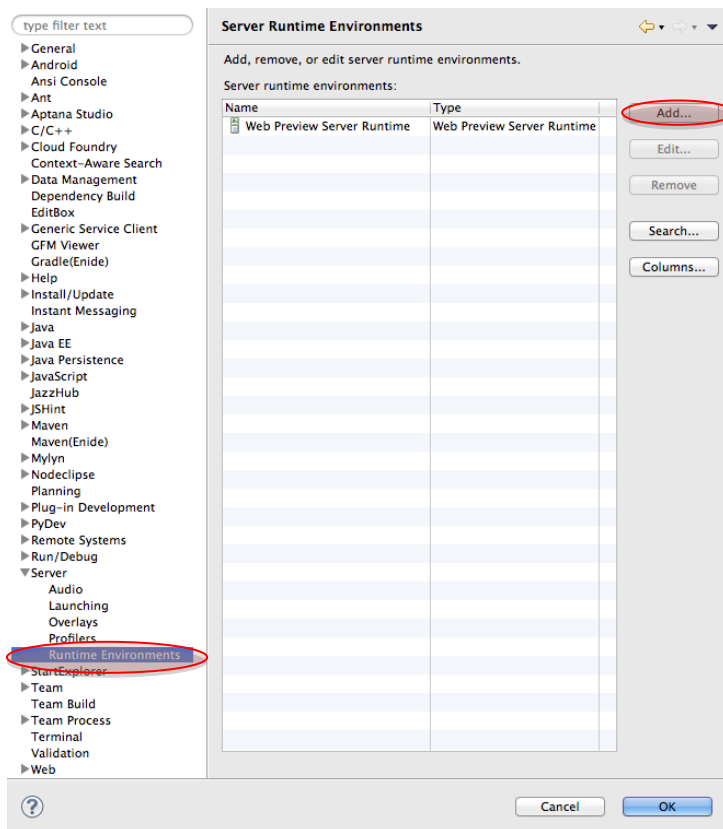 type filter text
General
Android
Ansi Console
Ant
Aptana Studio
C/C++
Cloud Foundry
Context-Aware Search
Data Management
Dependency Build
EditBox
Generic Service Client
GFM Viewer
Gradle(Enide)
Help
Install/Update
Instant Messaging
Java
Java EE
Java Persistence
JavaScript
JazzHub
JSHint
Maven
Maven(Enide)
Mylyn
Nodeclipse
Planning
Plug-in Development
PyDev
Remote Systems
Run/Debug
Server
Audio
Launching
Overlays
Profilers
Runtime Environments
StartExplorer
Team
Team Build
Team Process
Terminal
Validation
Web
Server Runtime Environments
Add, remove, or edit server runtime environments.
Server runtime environments:
Name Type
Web Preview Server Runtime Web Preview Server Runtime
Add...
Edit...
Remove
Search...
Columns...
?
Cancel OK